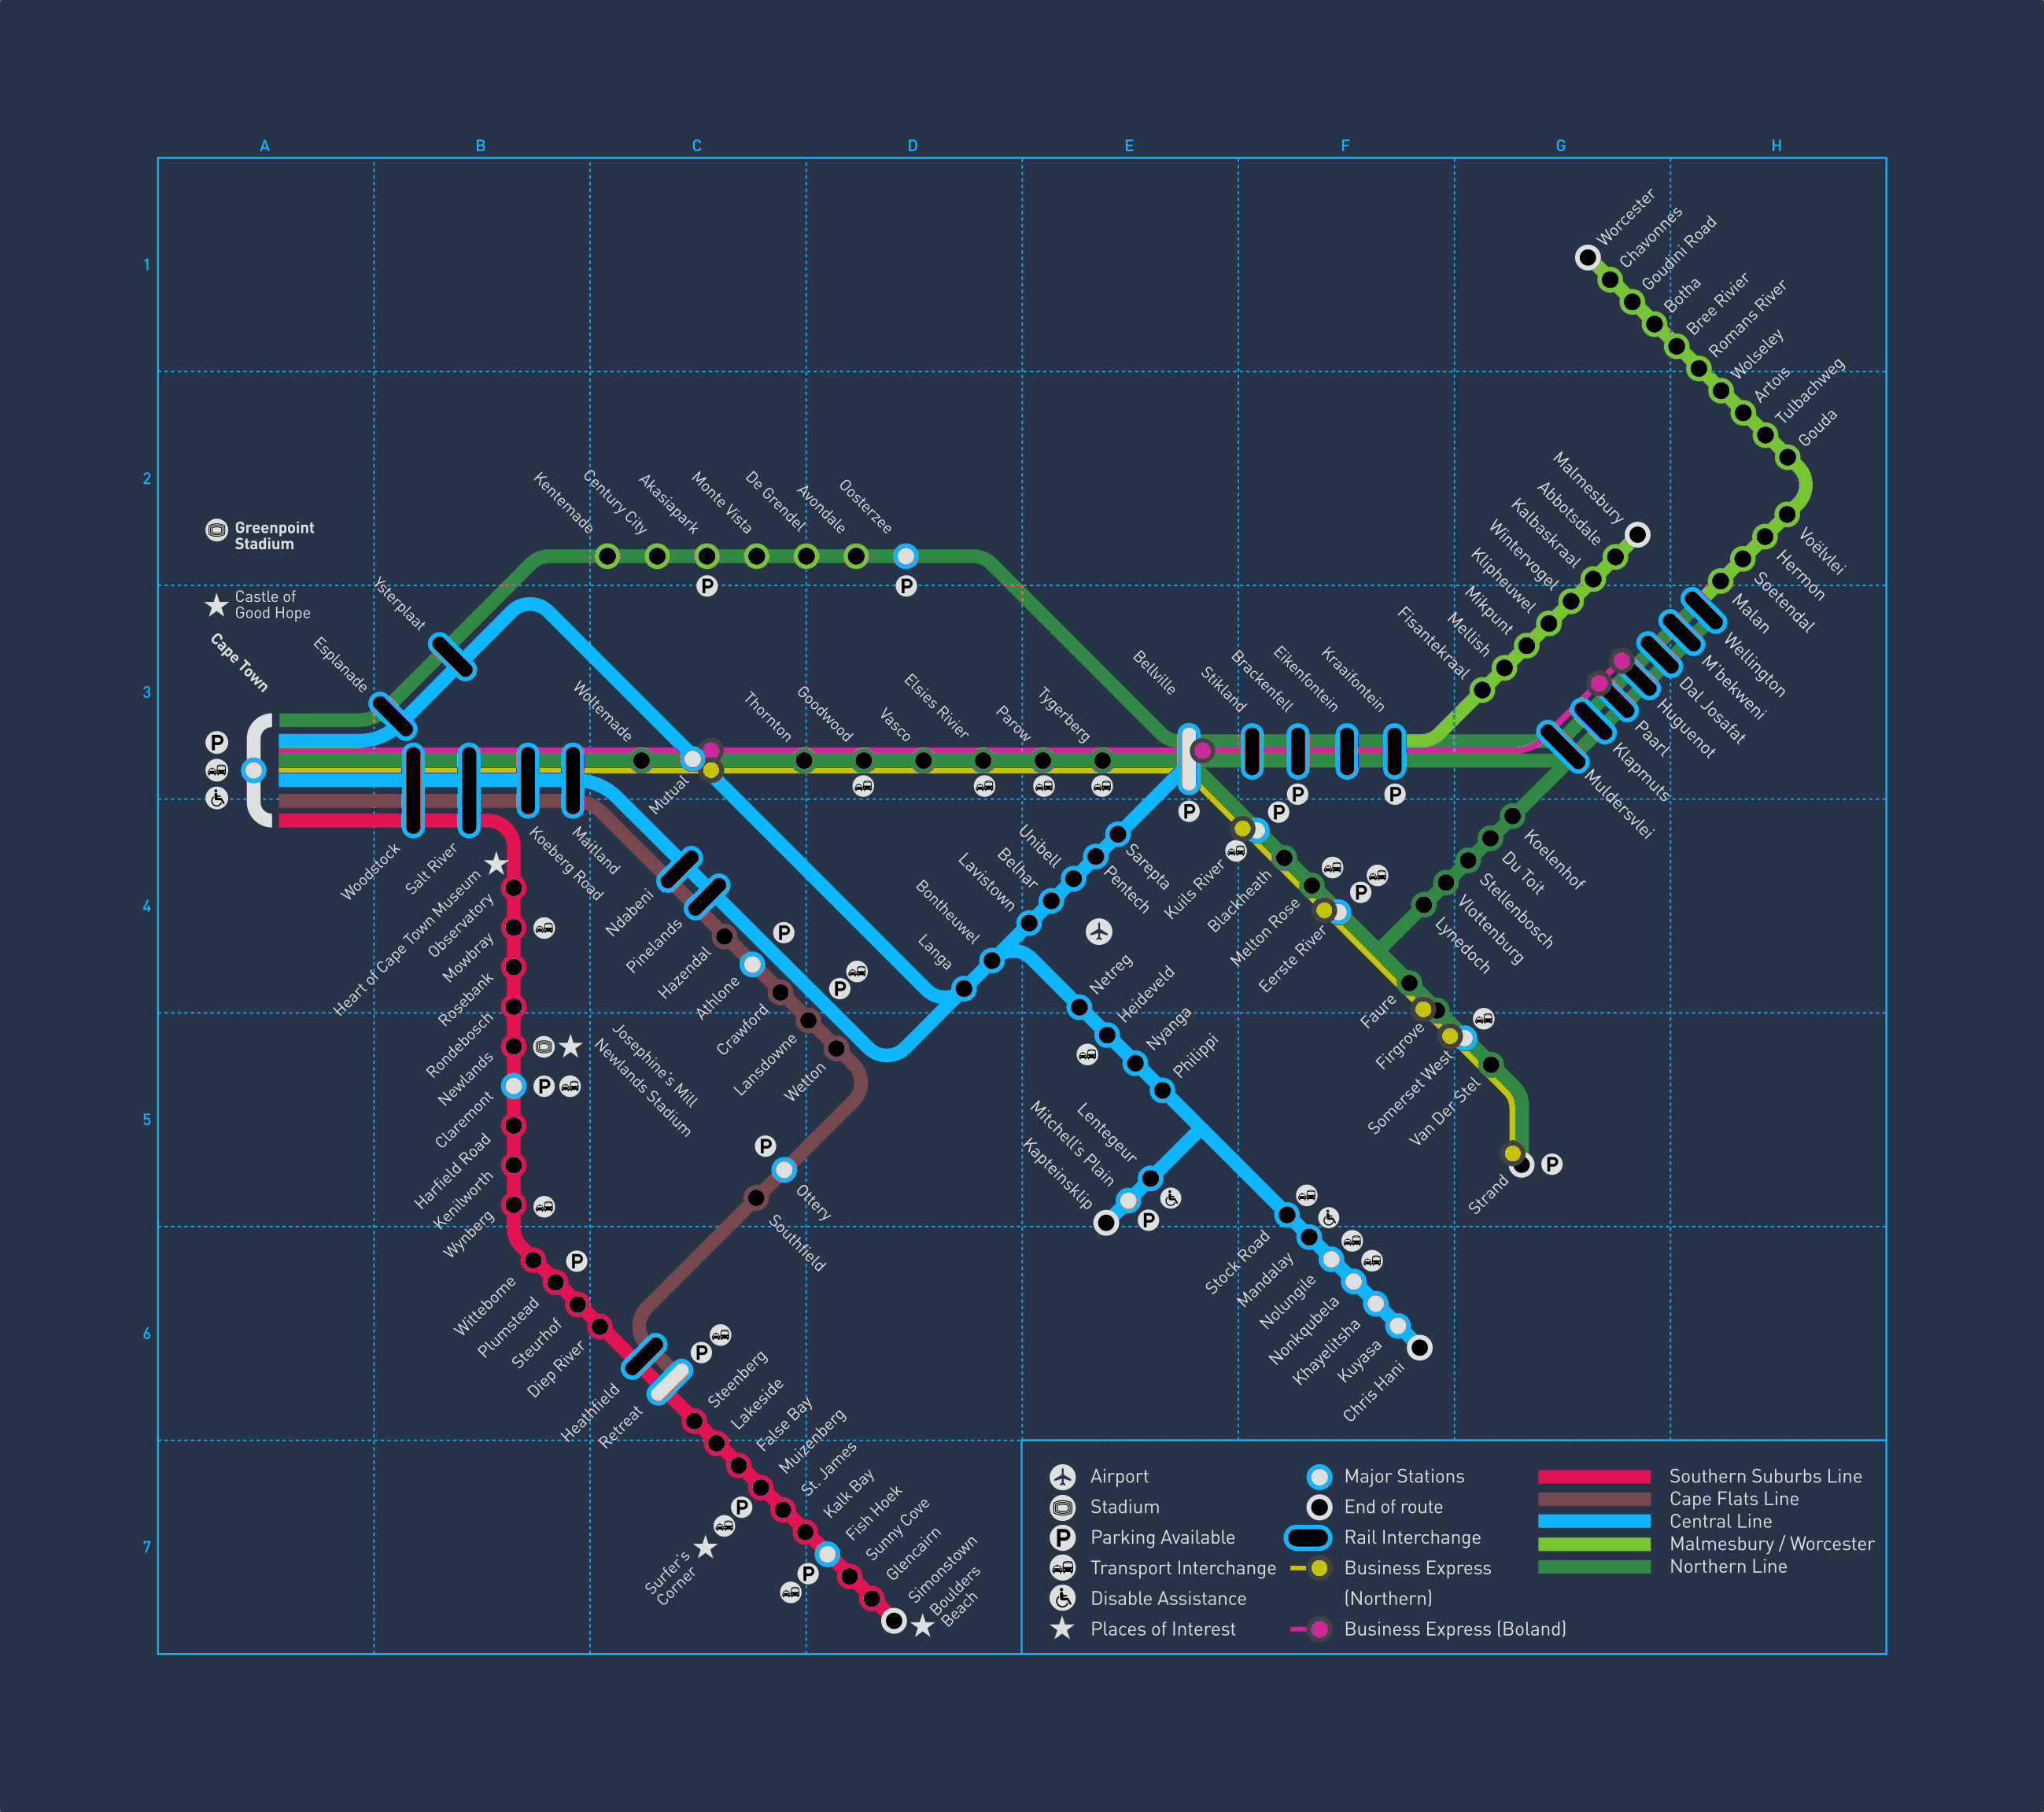 A
B
C
D
E
F
G
H
1
2
3
4
5
6
7
Worcester
Chavonnes
Goudini Road
Botha
Bree Rivier
Romans River
Wolseley
Artois
Tulbachweg
Gouda
Voëlvlei
Hermon
Soetendal
Malan
Wellington
M'bekweni
Dal Josafat
Huguenot
Paarl
Klapmuts
Muldersvlei
Malmesbury
Abbotsdale
Kalbaskraal
Wintervogel
Klipheuwel
Mikpunt
Mellish
Fisantekraal
Kentemade
Century City
Akasiapark
Monte Vista
De Grendel
Avondale
Oosterzee
Greenpoint
Stadium
Castle of
Good Hope
Cape Town
Esplanade
Ysterplaat
Woltemade
Mutual
Thornton
Goodwood
Vasco
Elsies Rivier
Parow
Tygerberg
Bellville
Stikland
Brackenfell
Eikenfontein
Kraaifontein
P
P
P
P
P
P
P
Woodstock
Salt River
Koeberg Road
Maitland
Ndabeni
Pinelands
Hazendal
Athlone
Crawford
Lansdowne
Wetton
Ottery
Southfield
P
P
P
Heart of Cape Town Museum
Observatory
Mowbray
Rosebank
Rondebosch
Newlands
Claremont
Harfield Road
Kenilworth
Wynberg
Josephine's Mill
Newlands Stadium
P
Wittebome
Plumstead
Steurhof
Diep River
Heathfield
Retreat
P
P
Steenberg
Lakeside
False Bay
Muizenberg
St. James
Kalk Bay
Fish Hoek
Sunny Cove
Glencairn
Simonstown
Boulders
Beach
Surfer's
Corner
P
P
Langa
Bontheuwel
Lavistown
Belhar
Unibell
Pentech
Sarepta
Netreg
Heideveld
Nyanga
Philippi
Lentegeur
Mitchell's Plain
Kapteinsklip
P
Stock Road
Mandalay
Nolungile
Nonkqubela
Khayelitsha
Kuyasa
Chris Hani
Kuils River
Blackheath
Melton Rose
Eerste River
P
Faure
Firgrove
Somerset West
Van Der Stel
Strand
P
Koelenhof
Du Toit
Stellenbosch
Vlottenburg
Lynedoch
Airport
Stadium
P Parking Available
Transport Interchange
Disable Assistance
Places of Interest
Major Stations
End of route
Rail Interchange
Business Express
(Northern)
Business Express (Boland)
Southern Suburbs Line
Cape Flats Line
Central Line
Malmesbury / Worcester
Northern Line